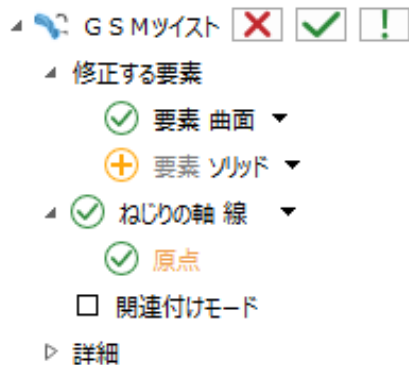 ＧＳＭツイスト
修正する要素
要素 曲面
要素 ソリッド
ねじりの軸 線
原点
関連付けモード
詳細